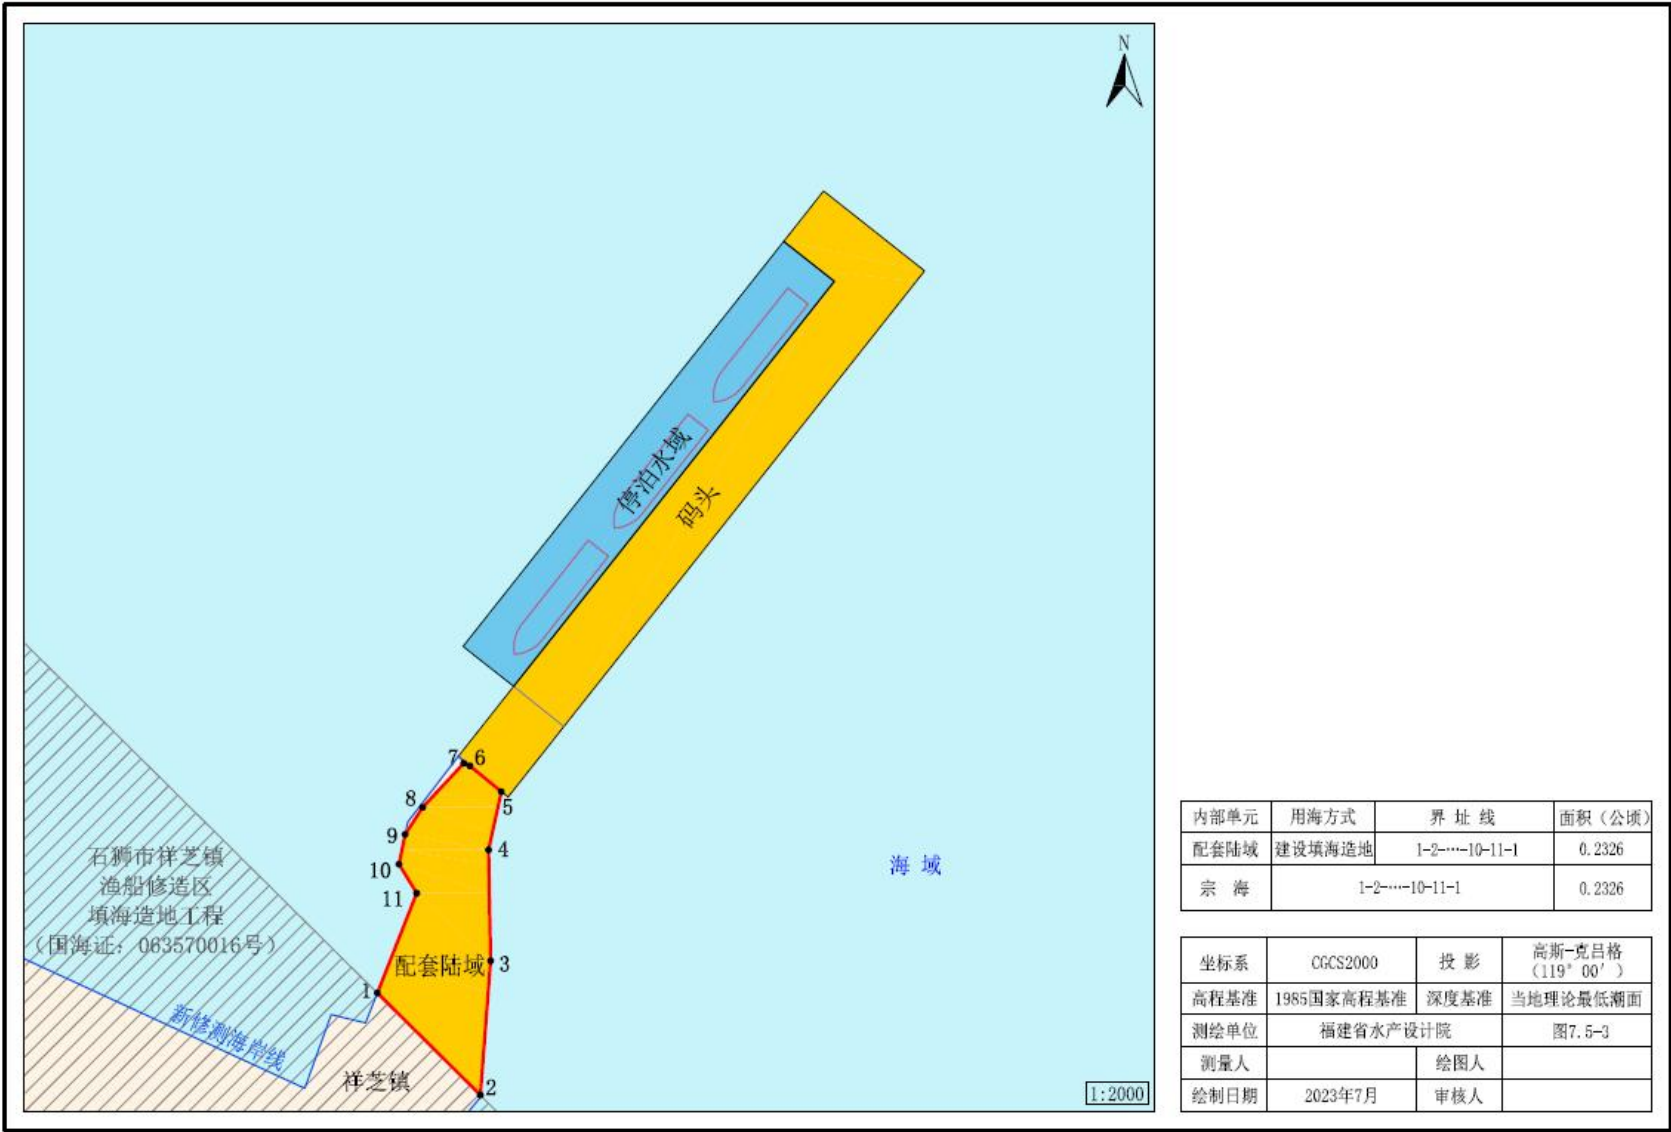 N
停泊水域
码头
7
6
8
5
9
4
10
11
石狮市祥芝镇
渔船修造区
填海造地工程
（国海证：063570016号）
海 域
配套陆域
3
1
新修测海岸线
祥芝镇
2
1:2000
内部单元 用海方式 界 址 线 面积（公顷）
配套陆域 建设填海造地 1-2-…-10-11-1 0.2326
宗 海 1-2-…-10-11-1 0.2326
坐标系 CGCS2000 投 影 高斯-克吕格
（119° 00′）
高程基准 1985国家高程基准 深度基准 当地理论最低潮面
测绘单位 福建省水产设计院 图7.5-3
测量人 绘图人
绘制日期 2023年7月 审核人